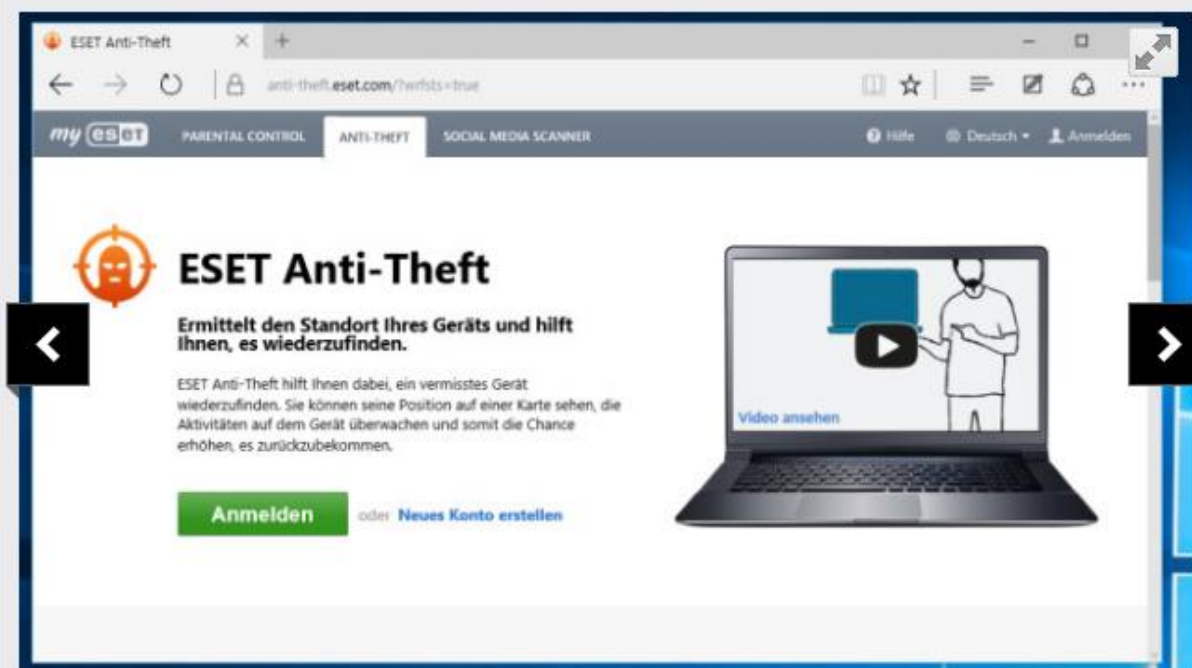 ESET Anti-Theft
anti-theft.eset.com/?wrfsts=true
my eset PARENTAL CONTROL ANTI-THEFT SOCIAL MEDIA SCANNER Hilfe Deutsch Anmelden
ESET Anti-Theft
Ermittelt den Standort Ihres Geräts und hilft
Ihnen, es wiederzufinden.
ESET Anti-Theft hilft Ihnen dabei, ein vermisstes Gerät
wiederzufinden. Sie können seine Position auf einer Karte sehen, die
Aktivitäten auf dem Gerät überwachen und somit die Chance
erhöhen, es zurückzubekommen.
Video ansehen
Anmelden oder Neues Konto erstellen